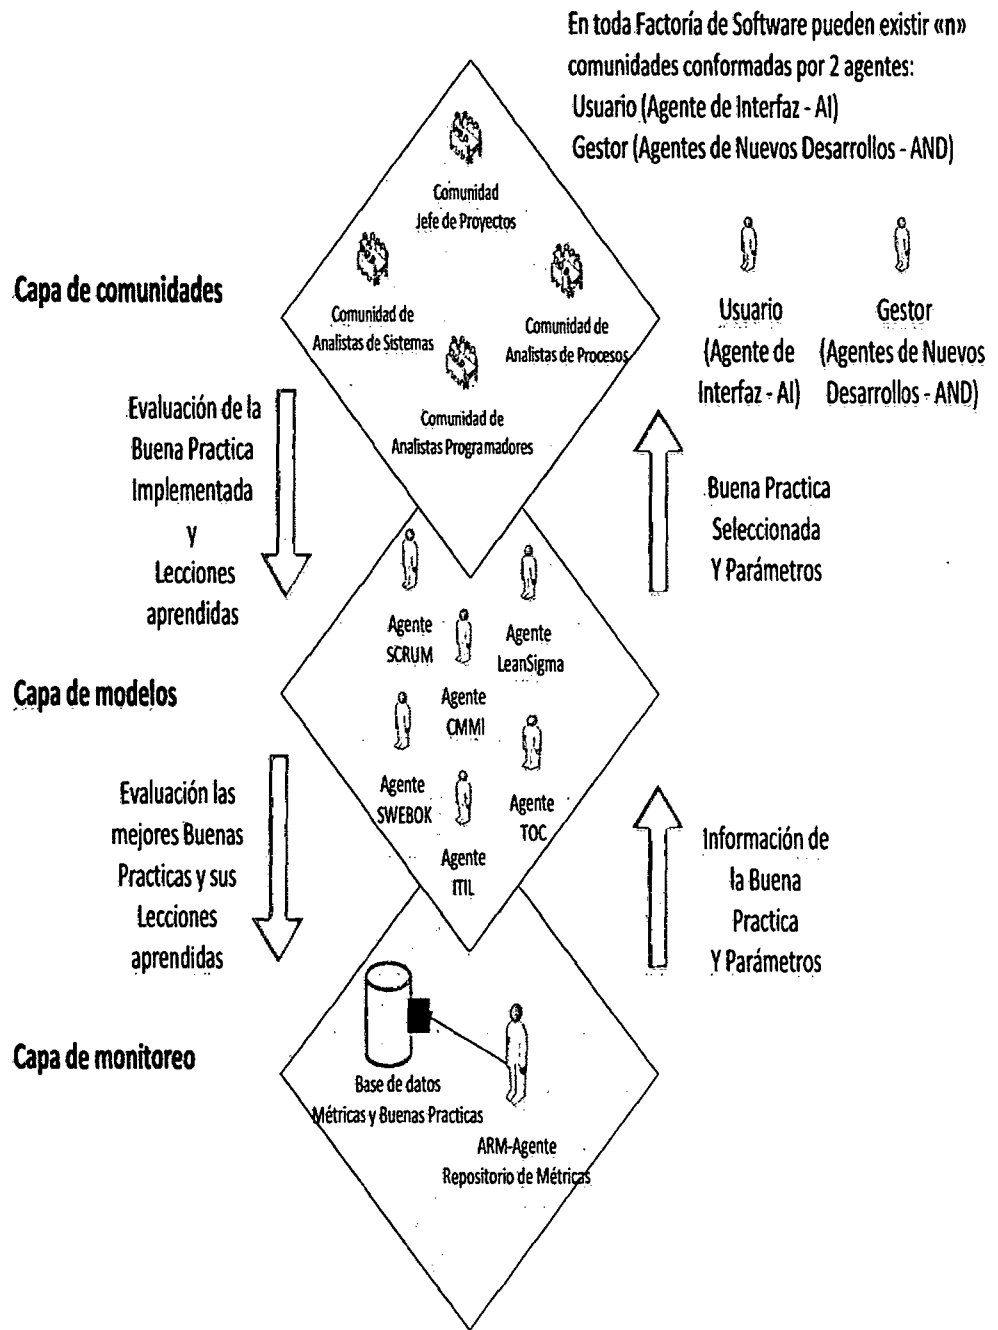 En toda Factoría de Software pueden existir «n»
comunidades conformadas por 2 agentes:
Usuario (Agente de Interfaz - AI)
Gestor (Agentes de Nuevos Desarrollos - AND)
Comunidad
Jefe de Proyectos
Capa de comunidades
Comunidad de
Analistas de Sistemas
Comunidad de
Analistas de Procesos
Comunidad de
Analistas Programadores
Usuario
(Agente de
Interfaz - AI)
Gestor
(Agentes de Nuevos
Desarrollos - AND)
Evaluación de la
Buena Practica
Implementada
y
Lecciones
aprendidas
Buena Practica
Seleccionada
Y Parámetros
Capa de modelos
Agente
SCRUM
Agente
LeanSigma
Agente
CMMI
Agente
SWEBOK
Agente
TOC
Agente
ITIL
Evaluación las
mejores Buenas
Practicas y sus
Lecciones
aprendidas
Información de
la Buena
Practica
Y Parámetros
Capa de monitoreo
Base de datos
Métricas y Buenas Practicas
ARM-Agente
Repositorio de Métricas